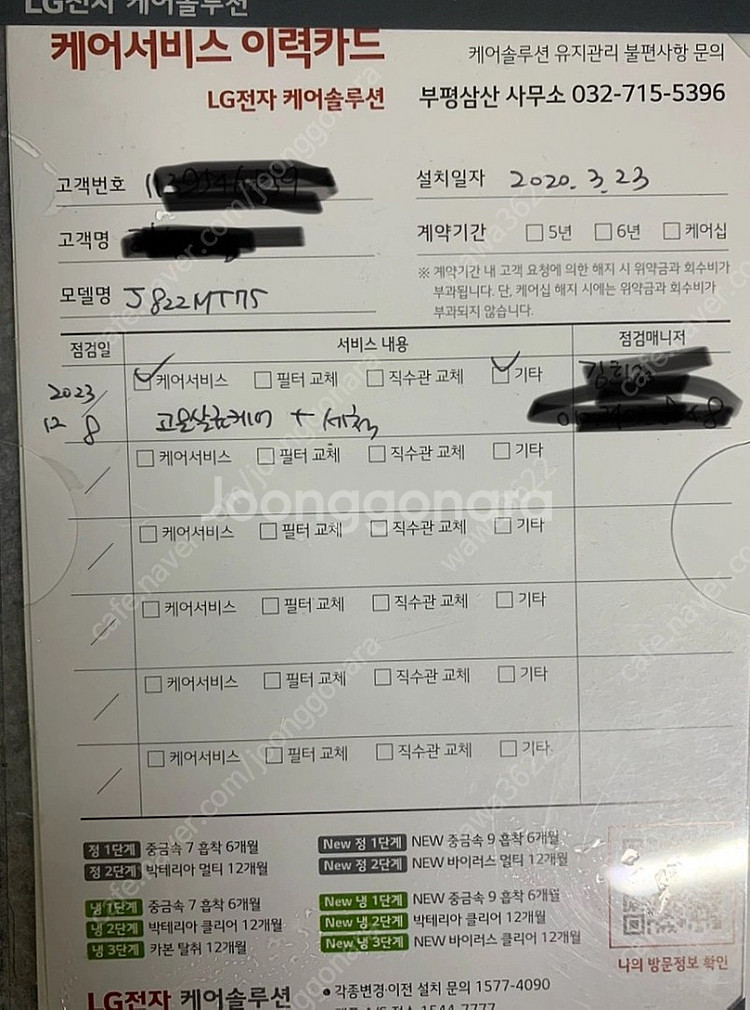 LG전자 케어솔루션
케어서비스 이력카드
케어솔루션 유지관리 불편사항 문의
LG전자 케어솔루션
부평삼산 사무소 032-715-5396
고객번호
설치일자 2020. 3. 23
고객명
계약기간 □ 5년 □ 6년 □ 케어십
※ 계약기간 내 고객 요청에 의한 해지 시 위약금과 회수비가
부과됩니다. 단, 케어십 해지 시에는 위약금과 회수비가
부과되지 않습니다.
모델명 J822MT75
점검일 서비스 내용 점검매니저
2023 / 12 8 ☑ 케어서비스 □ 필터 교체 □ 직수관 교체 ☑ 기타
고온살균케어 + 세척
/ □ 케어서비스 □ 필터 교체 □ 직수관 교체 □ 기타
Joonggonara
/ □ 케어서비스 □ 필터 교체 □ 직수관 교체 □ 기타
/ □ 케어서비스 □ 필터 교체 □ 직수관 교체 □ 기타
/ □ 케어서비스 □ 필터 교체 □ 직수관 교체 □ 기타
/ □ 케어서비스 □ 필터 교체 □ 직수관 교체 □ 기타
정 1단계 중금속 7 흡착 6개월
정 2단계 박테리아 멀티 12개월
New 정 1단계 NEW 중금속 9 흡착 6개월
New 정 2단계 NEW 바이러스 멀티 12개월
냉 1단계 중금속 7 흡착 6개월
냉 2단계 박테리아 클리어 12개월
냉 3단계 카본 탈취 12개월
New 냉 1단계 NEW 중금속 9 흡착 6개월
New 냉 2단계 박테리아 클리어 12개월
New 냉 3단계 NEW 바이러스 클리어 12개월
나의 방문정보 확인
LG전자 케어솔루션
• 각종변경·이전 설치 문의 1577-4090